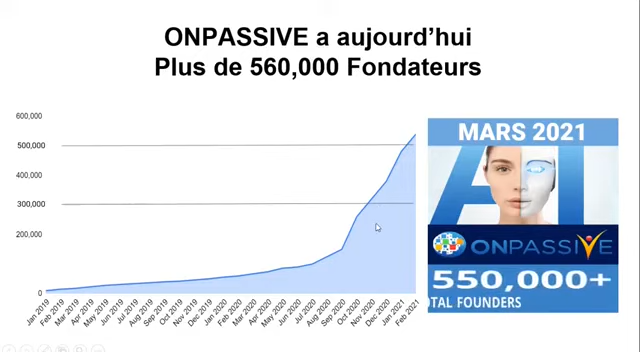 ONPASSIVE a aujourd'hui
Plus de 560,000 Fondateurs
600,000
500,000
400,000
300,000
200,000
0
Jan 2019
Feb 2019
Mar 2019
Apr 2019
May 2019
Jun 2019
Jul 2019
Aug 2019
Sep 2019
Oct 2019
Nov 2019
Dec 2019
Jan 2020
Feb 2020
Mar 2020
Apr 2020
May 2020
Jun 2020
Jul 2020
Aug 2020
Sep 2020
Oct 2020
Nov 2020
Dec 2020
Jan 2021
Feb 2021
MARS 2021
AI
ONPASSIVE
550,000+
OTAL FOUNDERS